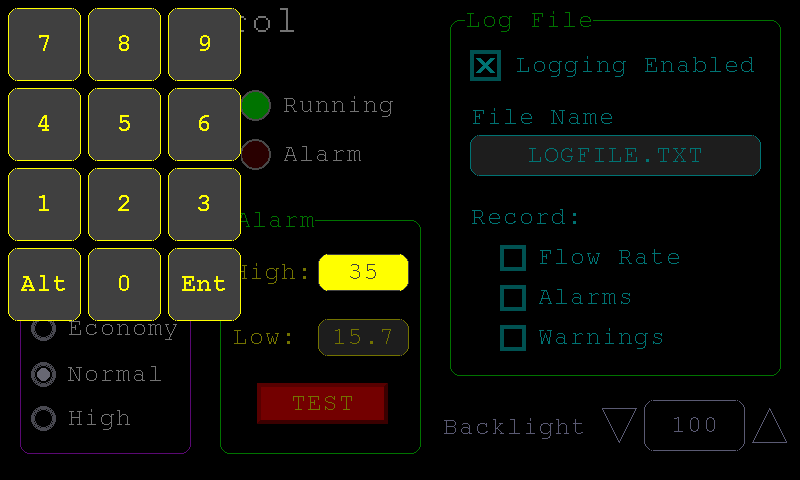 7 8 9
4 5 6
1 2 3
Alt 0 Ent
rol
Running
Alarm
Alarm
High: 35
Low: 15.7
TEST
Economy
Normal
High
Log File
Logging Enabled
File Name
LOGFILE.TXT
Record:
Flow Rate
Alarms
Warnings
Backlight 100